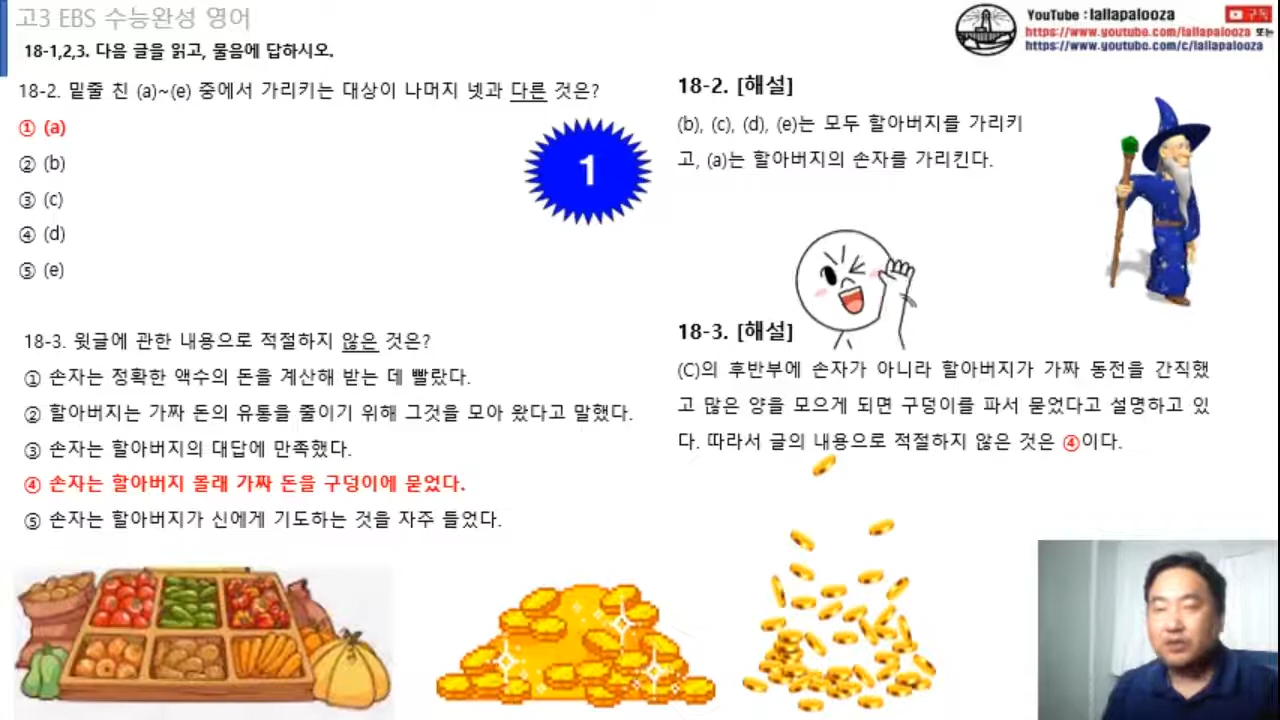 고3 EBS 수능완성 영어
YouTube : lallapalooza
구독
https://www.youtube.com/lallapalooza 또는
https://www.youtube.com/c/lallapalooza
18-1,2,3. 다음 글을 읽고, 물음에 답하시오.
18-2. 밑줄 친 (a)~(e) 중에서 가리키는 대상이 나머지 넷과 다른 것은?
① (a)
② (b)
③ (c)
④ (d)
⑤ (e)
1
18-2. [해설]
(b), (c), (d), (e)는 모두 할아버지를 가리키
고, (a)는 할아버지의 손자를 가리킨다.
18-3. 윗글에 관한 내용으로 적절하지 않은 것은?
① 손자는 정확한 액수의 돈을 계산해 받는 데 빨랐다.
② 할아버지는 가짜 돈의 유통을 줄이기 위해 그것을 모아 왔다고 말했다.
③ 손자는 할아버지의 대답에 만족했다.
④ 손자는 할아버지 몰래 가짜 돈을 구덩이에 묻었다.
⑤ 손자는 할아버지가 신에게 기도하는 것을 자주 들었다.
18-3. [해설]
(C)의 후반부에 손자가 아니라 할아버지가 가짜 동전을 간직했
고 많은 양을 모으게 되면 구덩이를 파서 묻었다고 설명하고 있
다. 따라서 글의 내용으로 적절하지 않은 것은 ④이다.